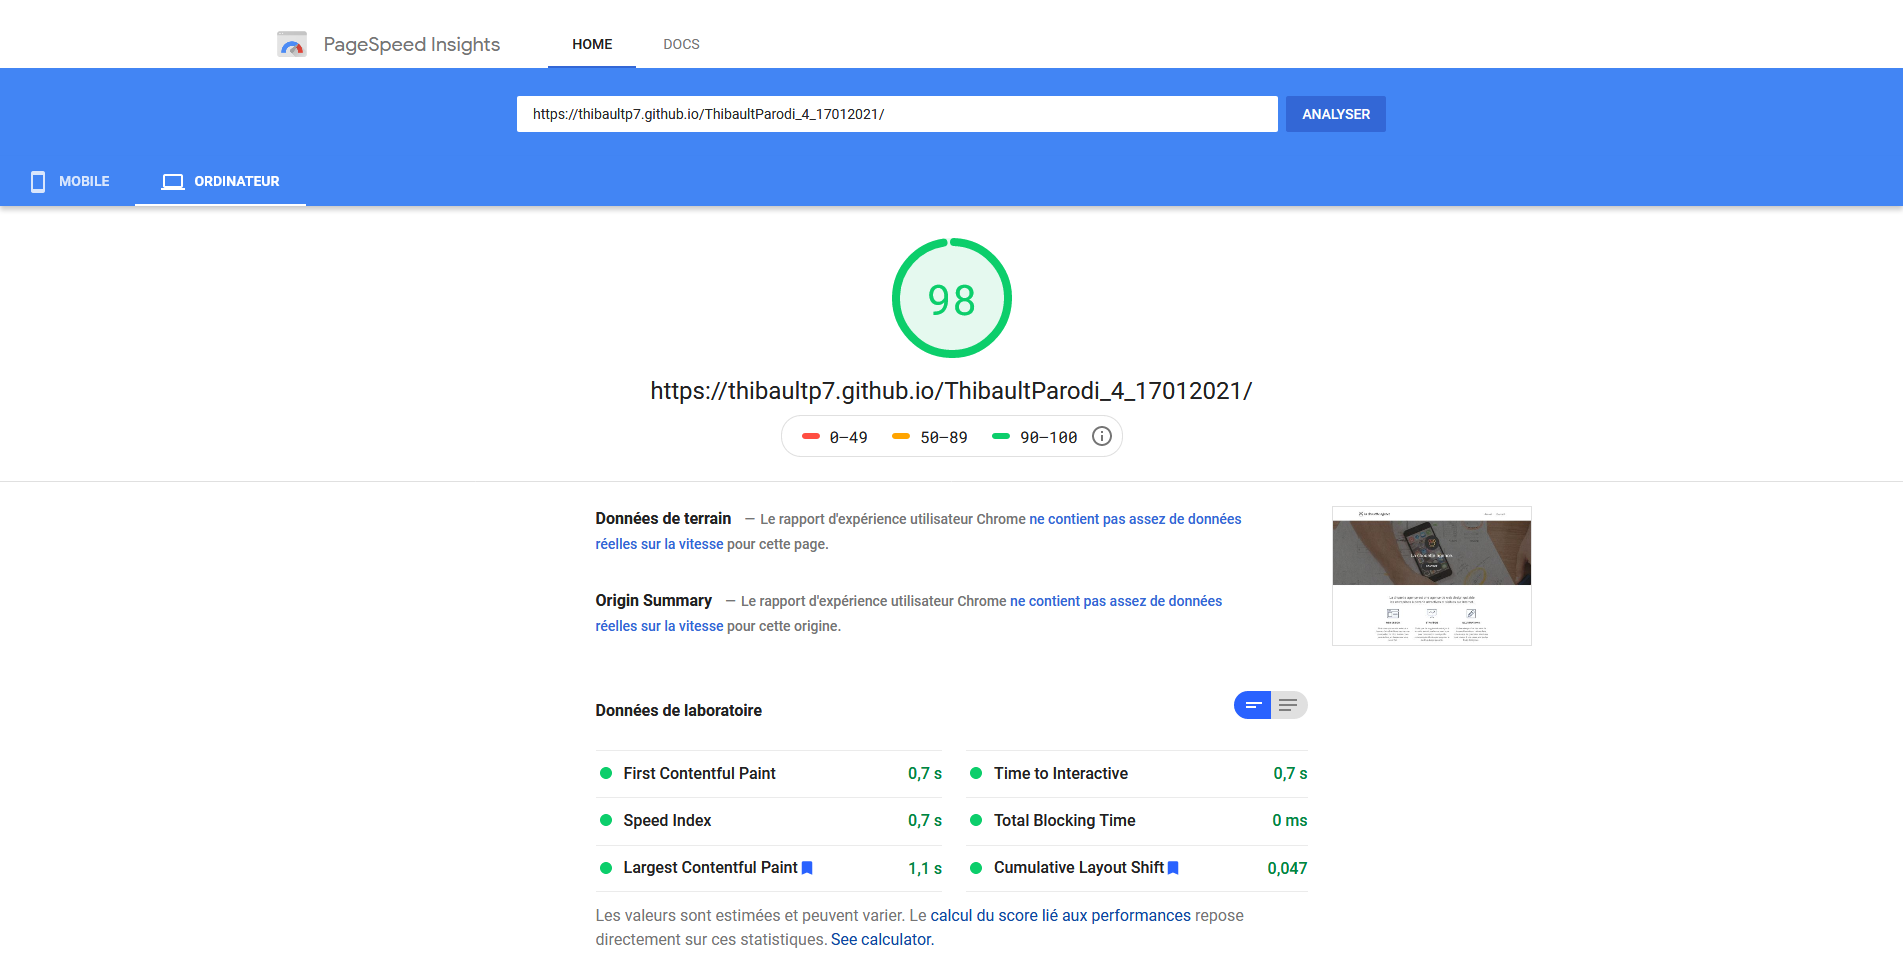 PageSpeed Insights
HOME
DOCS
https://thibaultp7.github.io/ThibaultParodi_4_17012021/
ANALYSER
MOBILE
ORDINATEUR
98
https://thibaultp7.github.io/ThibaultParodi_4_17012021/
0–49
50–89
90–100
Données de terrain — Le rapport d'expérience utilisateur Chrome ne contient pas assez de données
réelles sur la vitesse pour cette page.
Origin Summary — Le rapport d'expérience utilisateur Chrome ne contient pas assez de données
réelles sur la vitesse pour cette origine.
Données de laboratoire
First Contentful Paint 0,7 s
Time to Interactive 0,7 s
Speed Index 0,7 s
Total Blocking Time 0 ms
Largest Contentful Paint 1,1 s
Cumulative Layout Shift 0,047
Les valeurs sont estimées et peuvent varier. Le calcul du score lié aux performances repose
directement sur ces statistiques. See calculator.